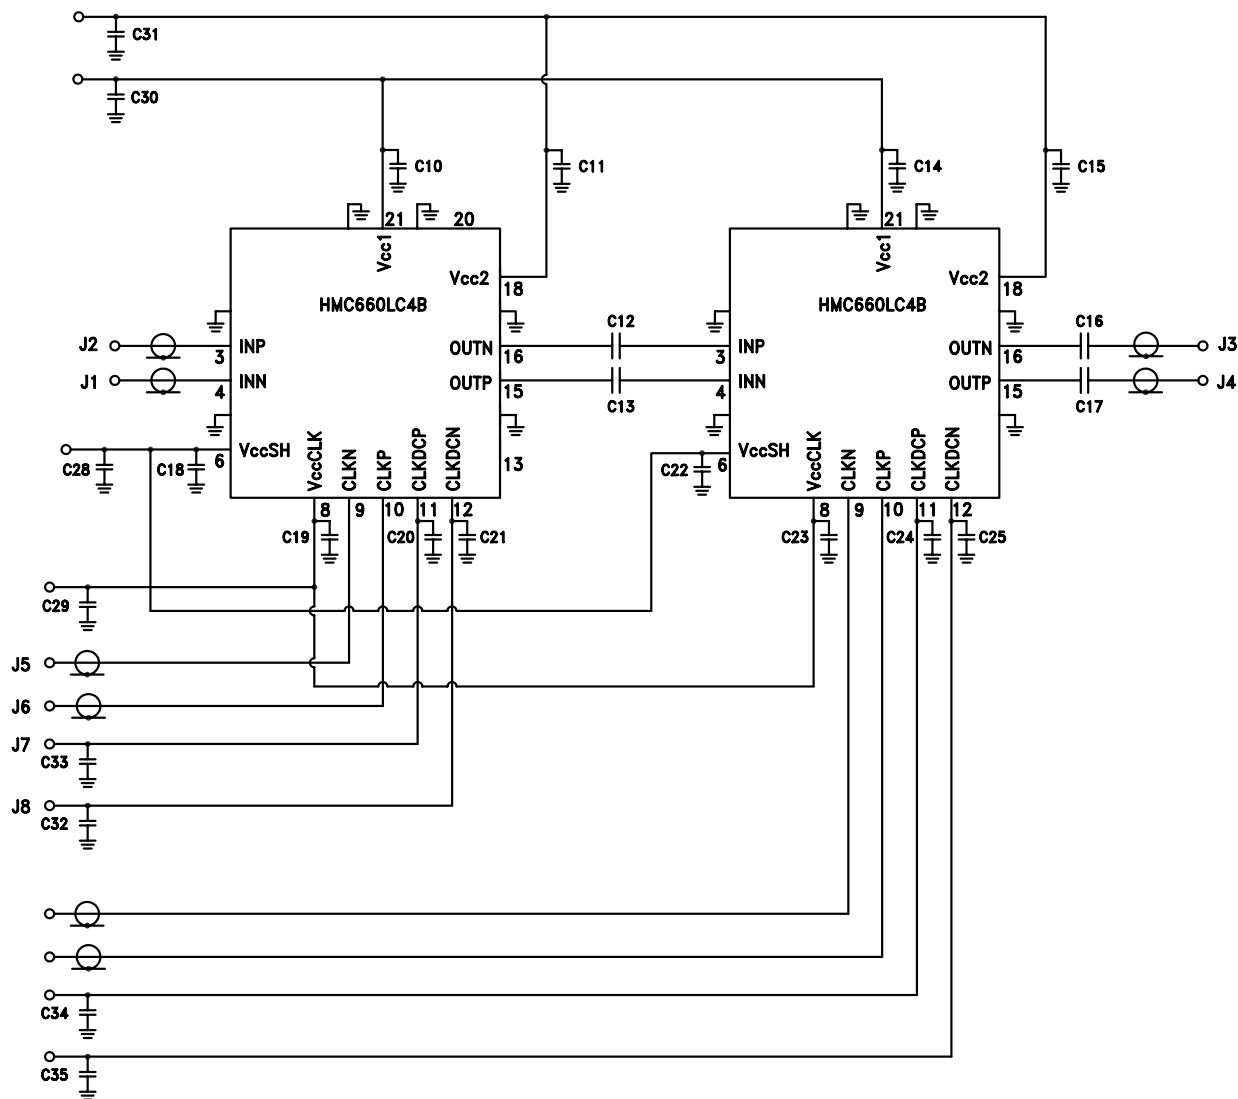 C31
C30
C10
C11
C14
C15
21
20
21
Vcc1
Vcc1
Vcc2
18
Vcc2
18
HMC660LC4B
HMC660LC4B
C12
C16
J2
INP
3
OUTN
16
INP
3
OUTN
16
J3
J1
INN
4
OUTP
15
C13
INN
4
OUTP
15
C17
J4
C28
C18
VccSH
6
VccCLK
CLKN
CLKP
CLKDCP
CLKDCN
13
C22
VccSH
6
VccCLK
CLKN
CLKP
CLKDCP
CLKDCN
8
9
10
11
12
8
9
10
11
12
C19
C20
C21
C23
C24
C25
C29
J5
J6
J7
C33
J8
C32
C34
C35